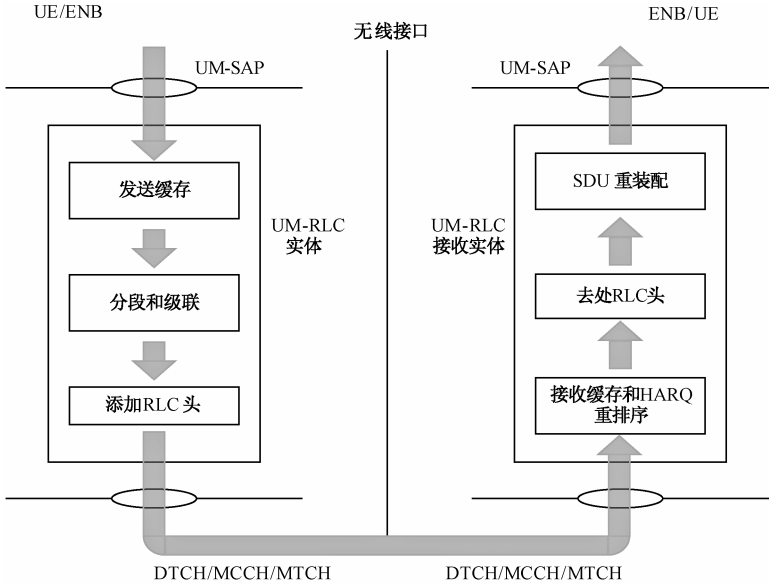 UE/ENB
UM-SAP
发送缓存
分段和级联
添加RLC 头
UM-RLC
实体
DTCH/MCCH/MTCH
无线接口
ENB/UE
UM-SAP
SDU 重装配
去处RLC头
接收缓存和HARQ
重排序
UM-RLC
接收实体
DTCH/MCCH/MTCH